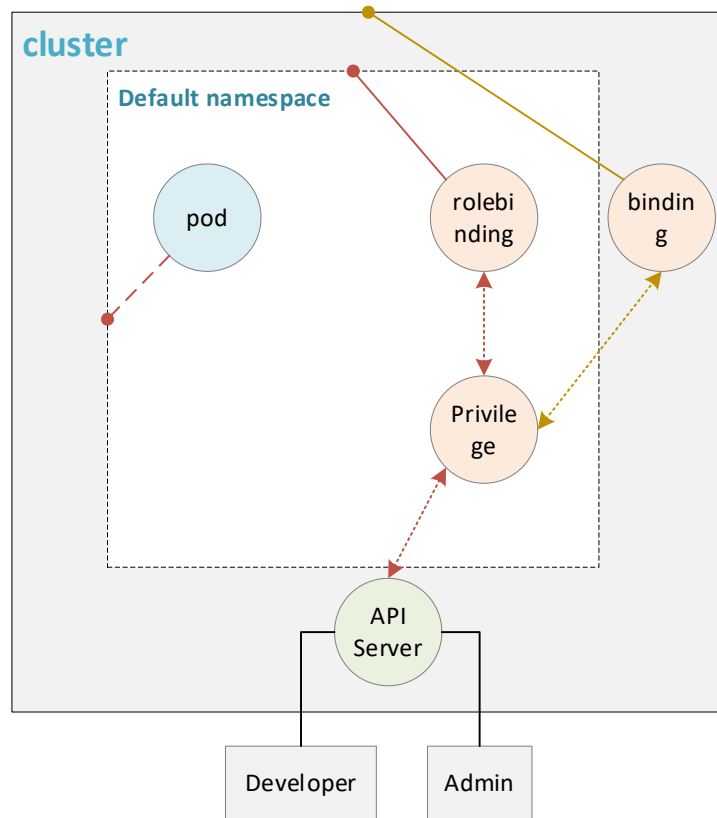 cluster
Default namespace
pod
rolebi
nding
bindin
g
Privile
ge
API
Server
Developer
Admin